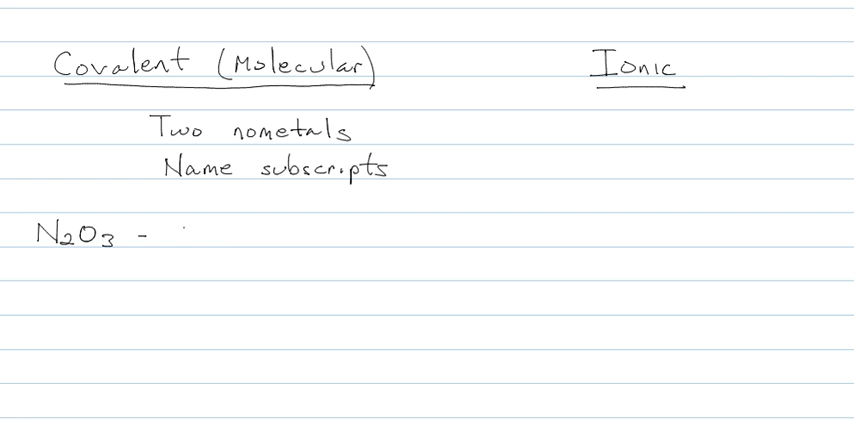 Covalent (Molecular) Ionic
Two nometals
Name subscripts
N₂O₃ -